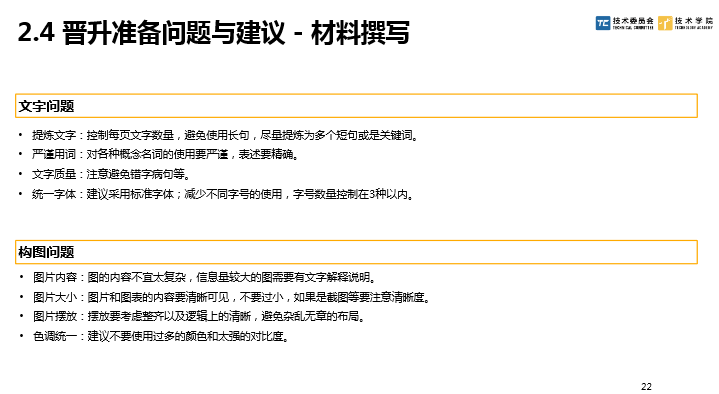 2.4 晋升准备问题与建议 - 材料撰写
TC 技术委员会 TECHNICAL COMMITTEE 技术学院 TECHNOLOGY ACADEMY
文字问题
• 提炼文字：控制每页文字数量，避免使用长句，尽量提炼为多个短句或是关键词。
• 严谨用词：对各种概念名词的使用要严谨，表述要精确。
• 文字质量：注意避免错字病句等。
• 统一字体：建议采用标准字体；减少不同字号的使用，字号数量控制在3种以内。
构图问题
• 图片内容：图的内容不宜太复杂，信息量较大的图需要有文字解释说明。
• 图片大小：图片和图表的内容要清晰可见，不要过小，如果是截图等要注意清晰度。
• 图片摆放：摆放要考虑整齐以及逻辑上的清晰，避免杂乱无章的布局。
• 色调统一：建议不要使用过多的颜色和太强的对比度。
22